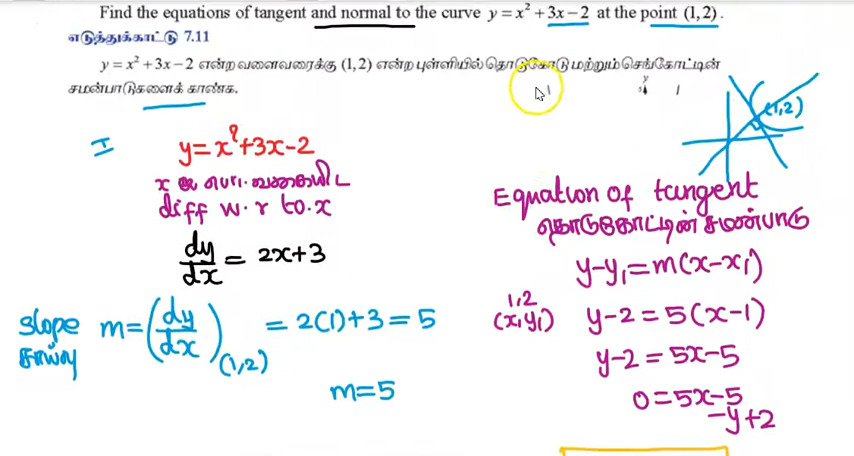 Find the equations of tangent and normal to the curve y = x² + 3x − 2 at the point (1, 2).
எடுத்துக்காட்டு 7.11
y = x² + 3x − 2 என்ற வளைவரைக்கு (1, 2) என்ற புள்ளியில் தொடுகோடு மற்றும் செங்கோட்டின்
சமன்பாடுகளைக் காண்க.
(1,2)
I
y = x² + 3x − 2
x ஐ பொ. வகையிட
diff w.r to.x
dy/dx = 2x+3
slope m = (dy/dx)(1,2) = 2(1)+3 = 5
சாய்வு
m=5
Equation of tangent
தொடுகோட்டின் சமன்பாடு
y−y₁=m(x−x₁)
1,2
(x₁y₁) y−2 = 5(x−1)
y−2 = 5x−5
0 = 5x−5
−y+2